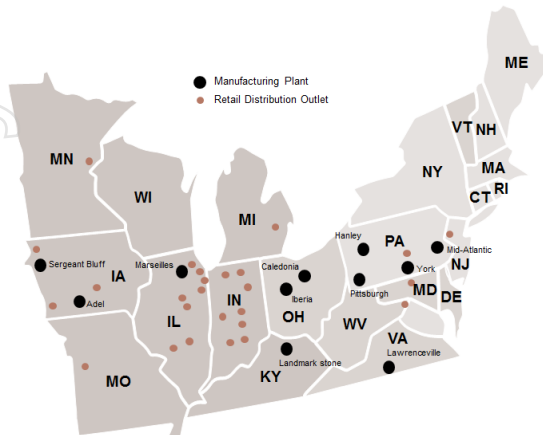 Manufacturing Plant
Retail Distribution Outlet
ME
VT
NH
MN
WI
MI
NY
MA
CT
RI
Hanley
PA
Mid-Atlantic
Sergeant Bluff
IA
Marseilles
Caledonia
York
NJ
Adel
IN
Iberia
Pittsburgh
MD
DE
IL
OH
WV
VA
Lawrenceville
MO
KY
Landmark stone